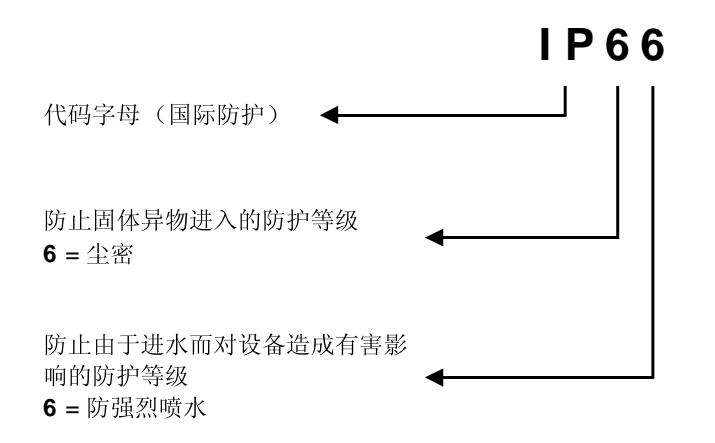 IP66
代码字母（国际防护）
防止固体异物进入的防护等级
6 = 尘密
防止由于进水而对设备造成有害影
响的防护等级
6 = 防强烈喷水